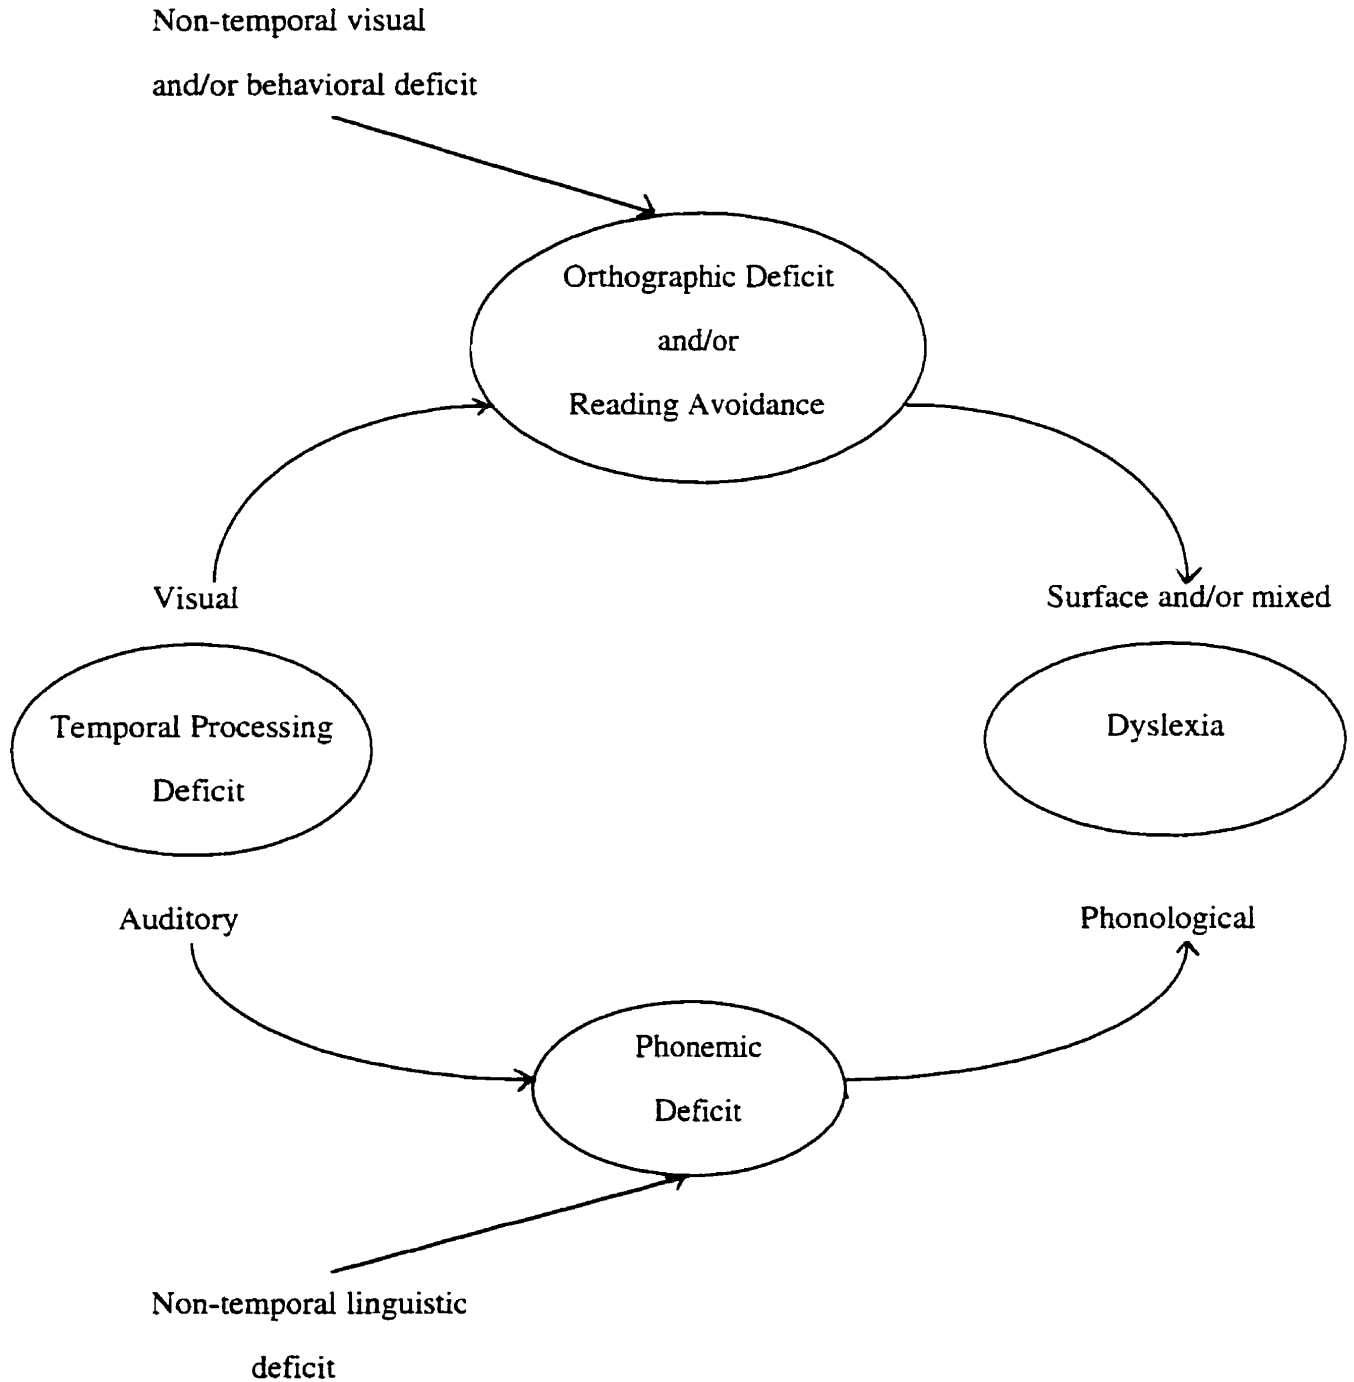 Non-temporal visual
and/or behavioral deficit
Orthographic Deficit
and/or
Reading Avoidance
Visual
Surface and/or mixed
Temporal Processing
Deficit
Dyslexia
Auditory
Phonological
Phonemic
Deficit
Non-temporal linguistic
deficit